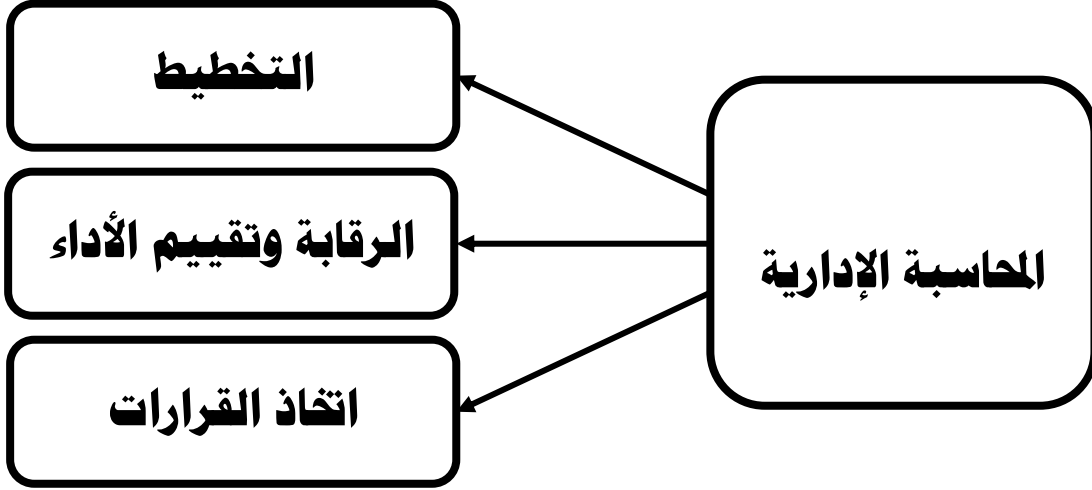 المحاسبة الإدارية
التخطيط
الرقابة وتقييم الأداء
اتخاذ القرارات